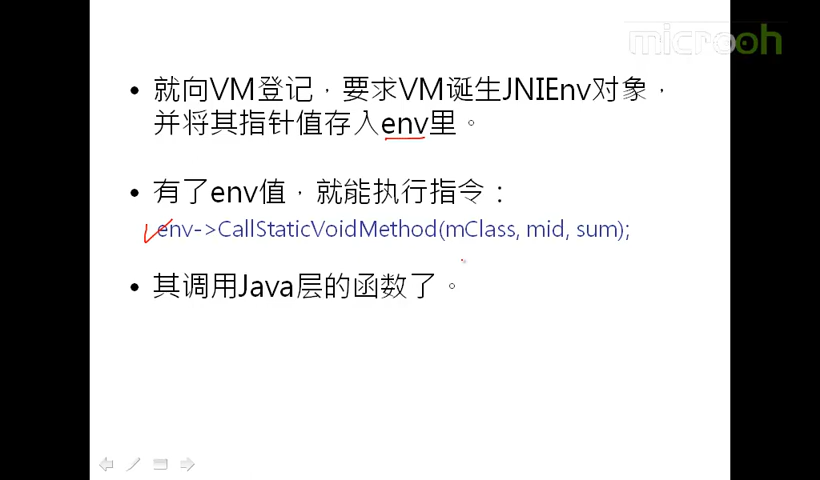 microoh
• 就向VM登记，要求VM诞生JNIEnv对象，
并将其指针值存入env里。
• 有了env值，就能执行指令：
env->CallStaticVoidMethod(mClass, mid, sum);
• 其调用Java层的函数了。